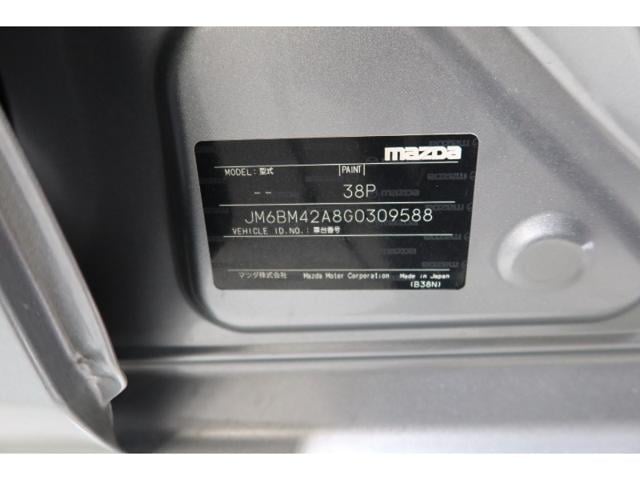 mazda
MODEL: 型式 PAINT
-- 38P
JM6BM42A8G0309588
VEHICLE ID.NO.: 車台番号
マツダ株式会社 Mazda Motor Corporation Made in Japan
(B38N)